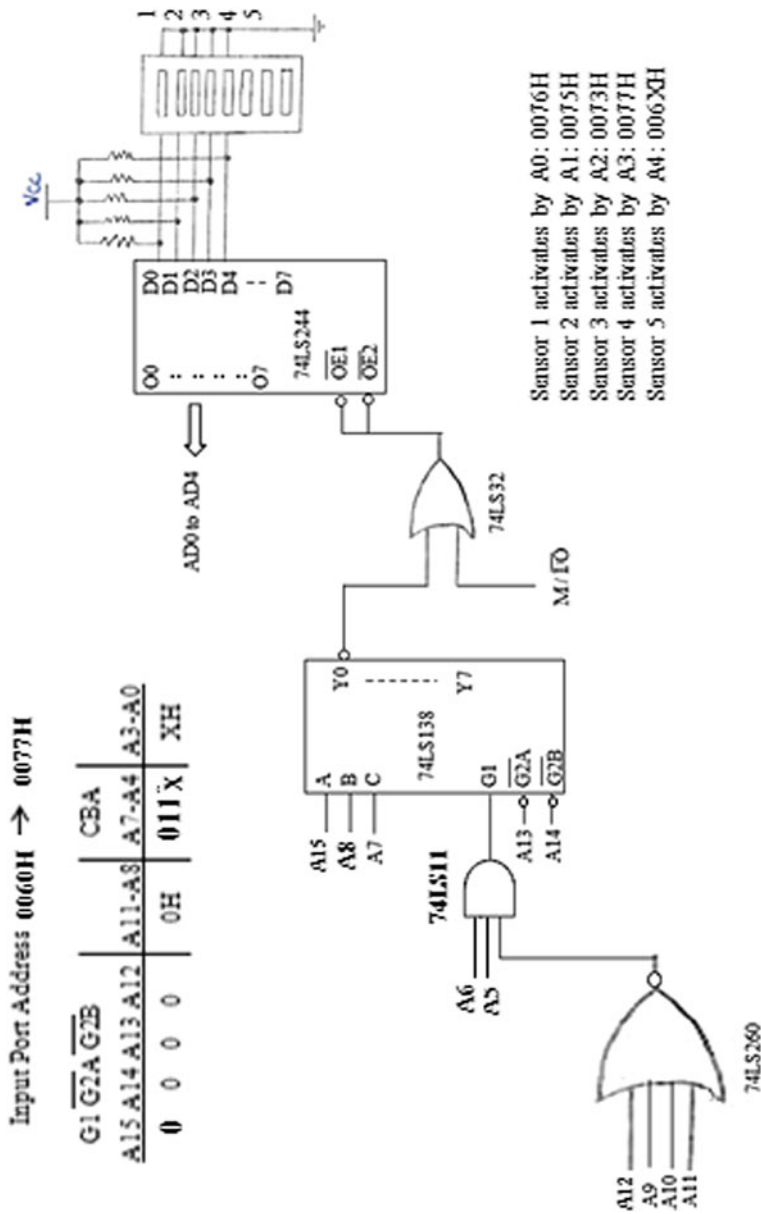 Input Port Address 0060H → 0077H
G1 G2A G2B CBA
A15 A14 A13 A12 A11-A8 A7-A4 A3-A0
0 0 0 0 0H 011X XH
A12
A9
A10
A11
74LS260
A6
A5
74LS11
A15
A8
A7
A13
A14
A
B
C
G1
G2A
G2B
74LS138
Y0
Y7
M/IO
74LS32
AD0 to AD4
O0
O7
74LS244
OE1
OE2
D0
D1
D2
D3
D4
D7
Vcc
1
2
3
4
5
Sensor 1 activates by A0: 0076H
Sensor 2 activates by A1: 0075H
Sensor 3 activates by A2: 0073H
Sensor 4 activates by A3: 0077H
Sensor 5 activates by A4: 006XH